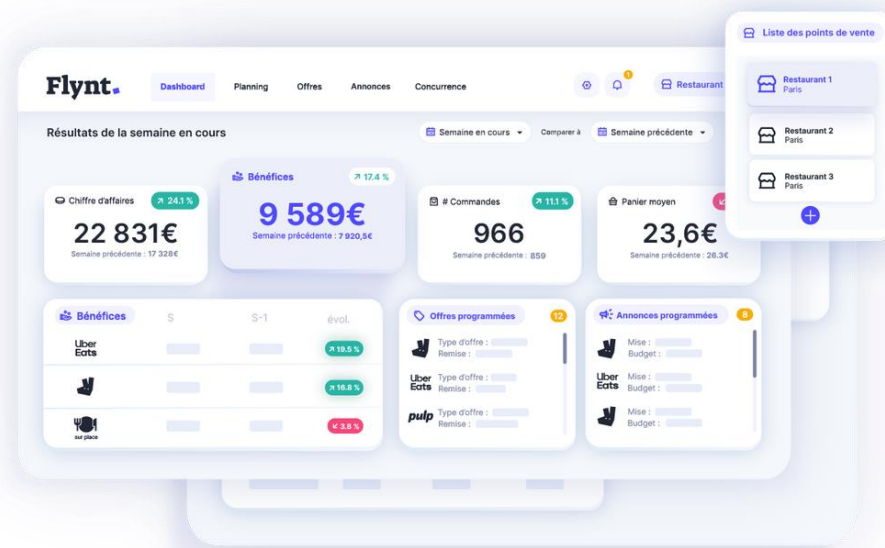 Liste des points de vente
Flynt.
Dashboard
Planning
Offres
Annonces
Concurrence
1
Restaurant
Restaurant 1
Paris
Résultats de la semaine en cours
Semaine en cours
Comparer à
Semaine précédente
Restaurant 2
Paris
Restaurant 3
Paris
Chiffre d'affaires
24.1 %
22 831€
Semaine précédente : 17 328€
Bénéfices
17.4 %
9 589€
Semaine précédente : 7 920,5€
# Commandes
11.1 %
966
Semaine précédente : 859
Panier moyen
23,6€
Semaine précédente : 26.3€
Bénéfices
S
S-1
évol.
Uber
Eats
19.5 %
16.8 %
sur place
3.6 %
Offres programmées
12
Type d'offre :
Remise :
Uber
Eats
Type d'offre :
Remise :
pulp
Type d'offre :
Remise :
Annonces programmées
8
Mise :
Budget :
Uber
Eats
Mise :
Budget :
Mise :
Budget :